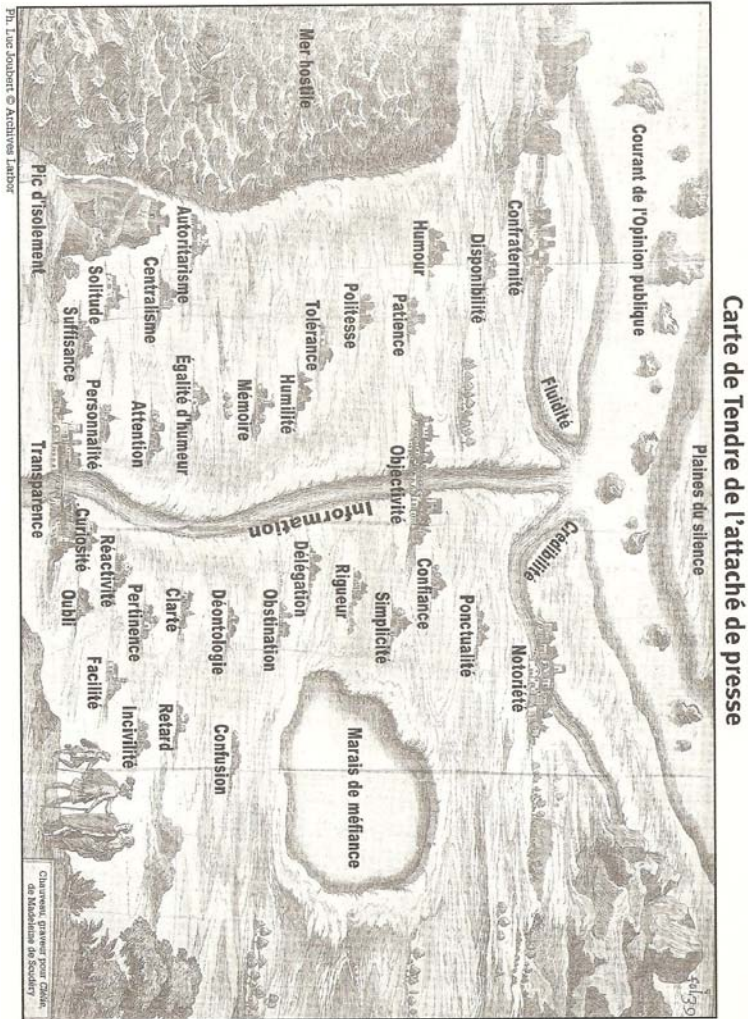 Carte de Tendre de l'attaché de presse
Plaines du silence
Courant de l'Opinion publique
Fluidité
Crédibilité
Confraternité
Notoriété
Disponibilité
Ponctualité
Humour
Patience
Objectivité
Confiance
Politesse
Simplicité
Mer hostile
Tolérance
Rigueur
Marais de méfiance
Humilité
Information
Délégation
Mémoire
Obstination
Autoritarisme
Égalité d'humeur
Déontologie
Confusion
Centralisme
Attention
Clarté
Retard
Pertinence
Incivilité
Solitude
Personnalité
Réactivité
Facilité
Suffisance
Curiosité
Oubli
Pic d'isolement
Transparence
Chauveau, graveur pour Clélie,
de Madeleine de Scudéry
Ph. Luc Joubert © Archives Larbor